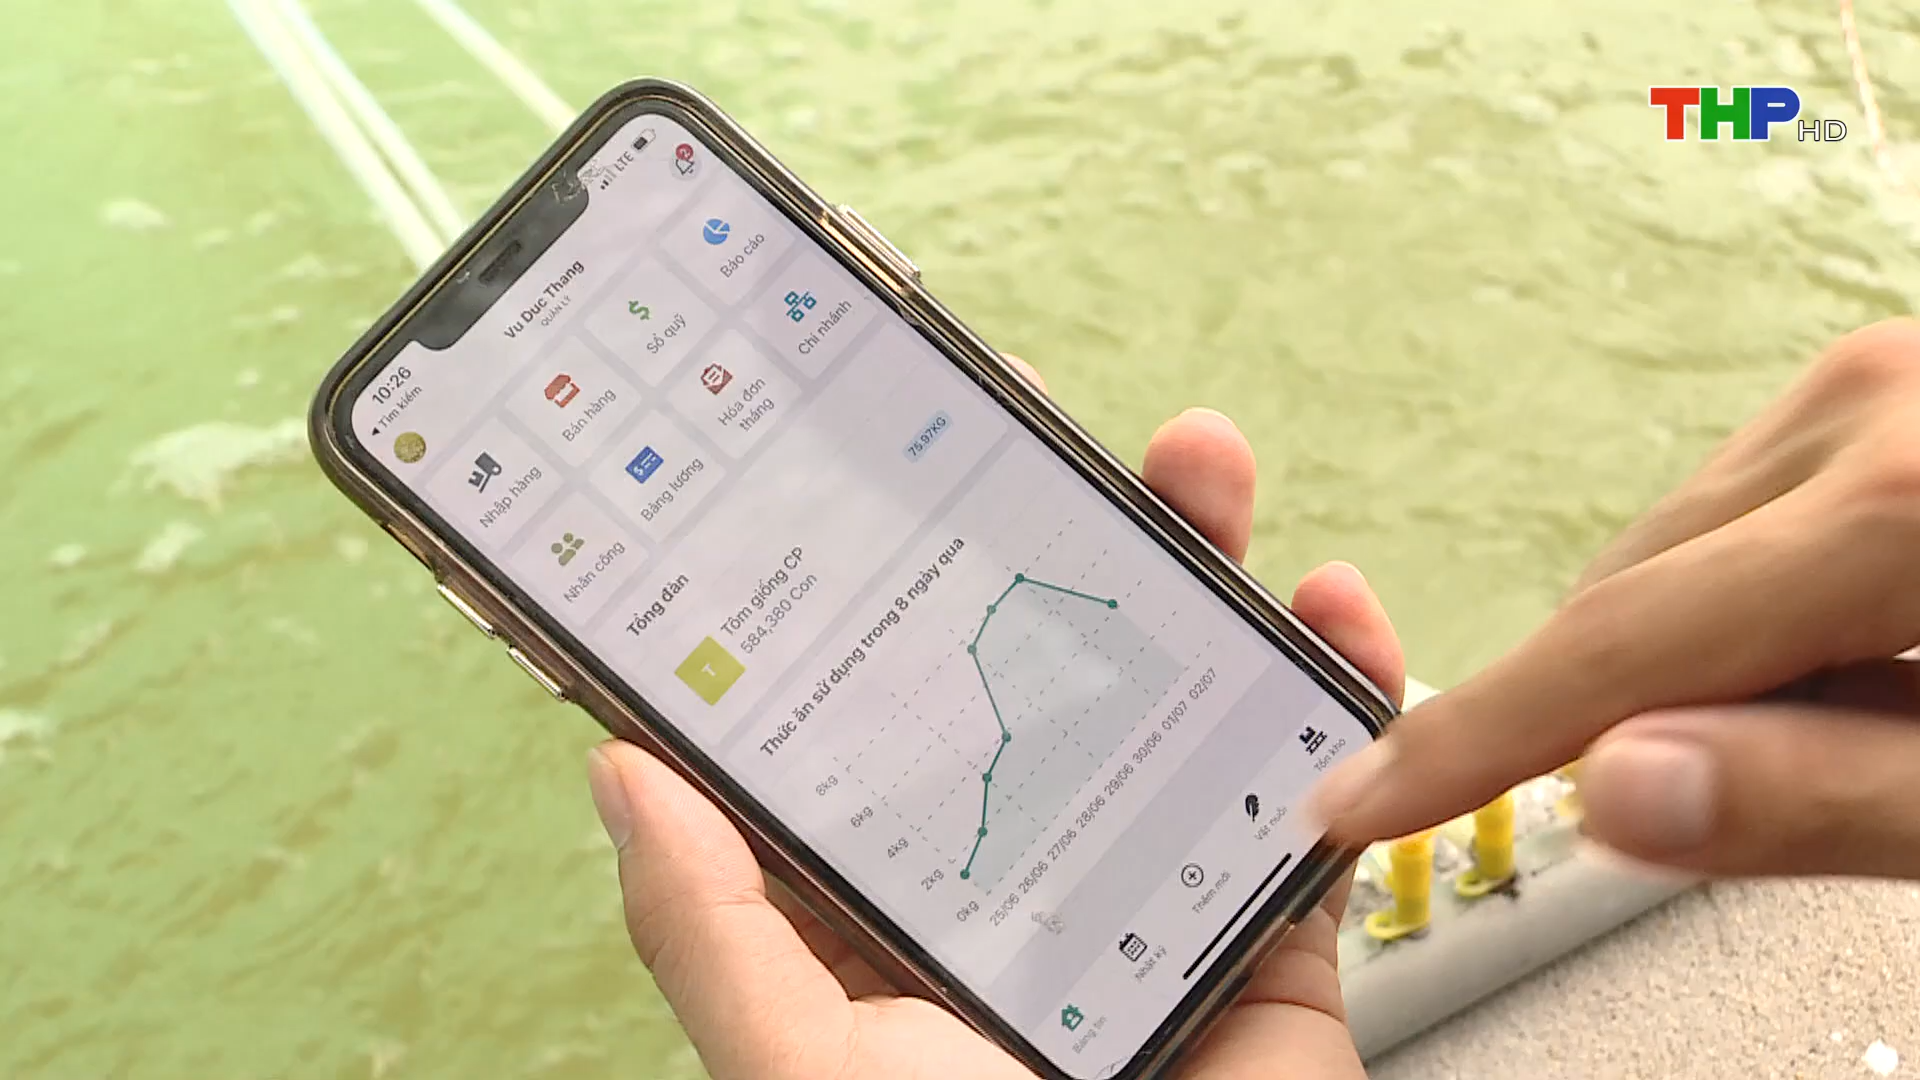 THP HD
10:26
LTE
◀ Tìm kiếm
2
Vu Duc Thang
QUẢN LÝ
Nhập hàng
Bán hàng
Sổ quỹ
Báo cáo
Nhân công
Bảng lương
Hóa đơn
tháng
Chi nhánh
Tổng đàn
T
Tôm giống CP
584,380 Con
75.97KG
Thức ăn sử dụng trong 8 ngày qua
8kg
6kg
4kg
2kg
0kg
25/06 26/06 27/06 28/06 29/06 30/06 01/07 02/07
Bảng tin
Nhật ký
Thêm mới
Vật nuôi
Tồn kho